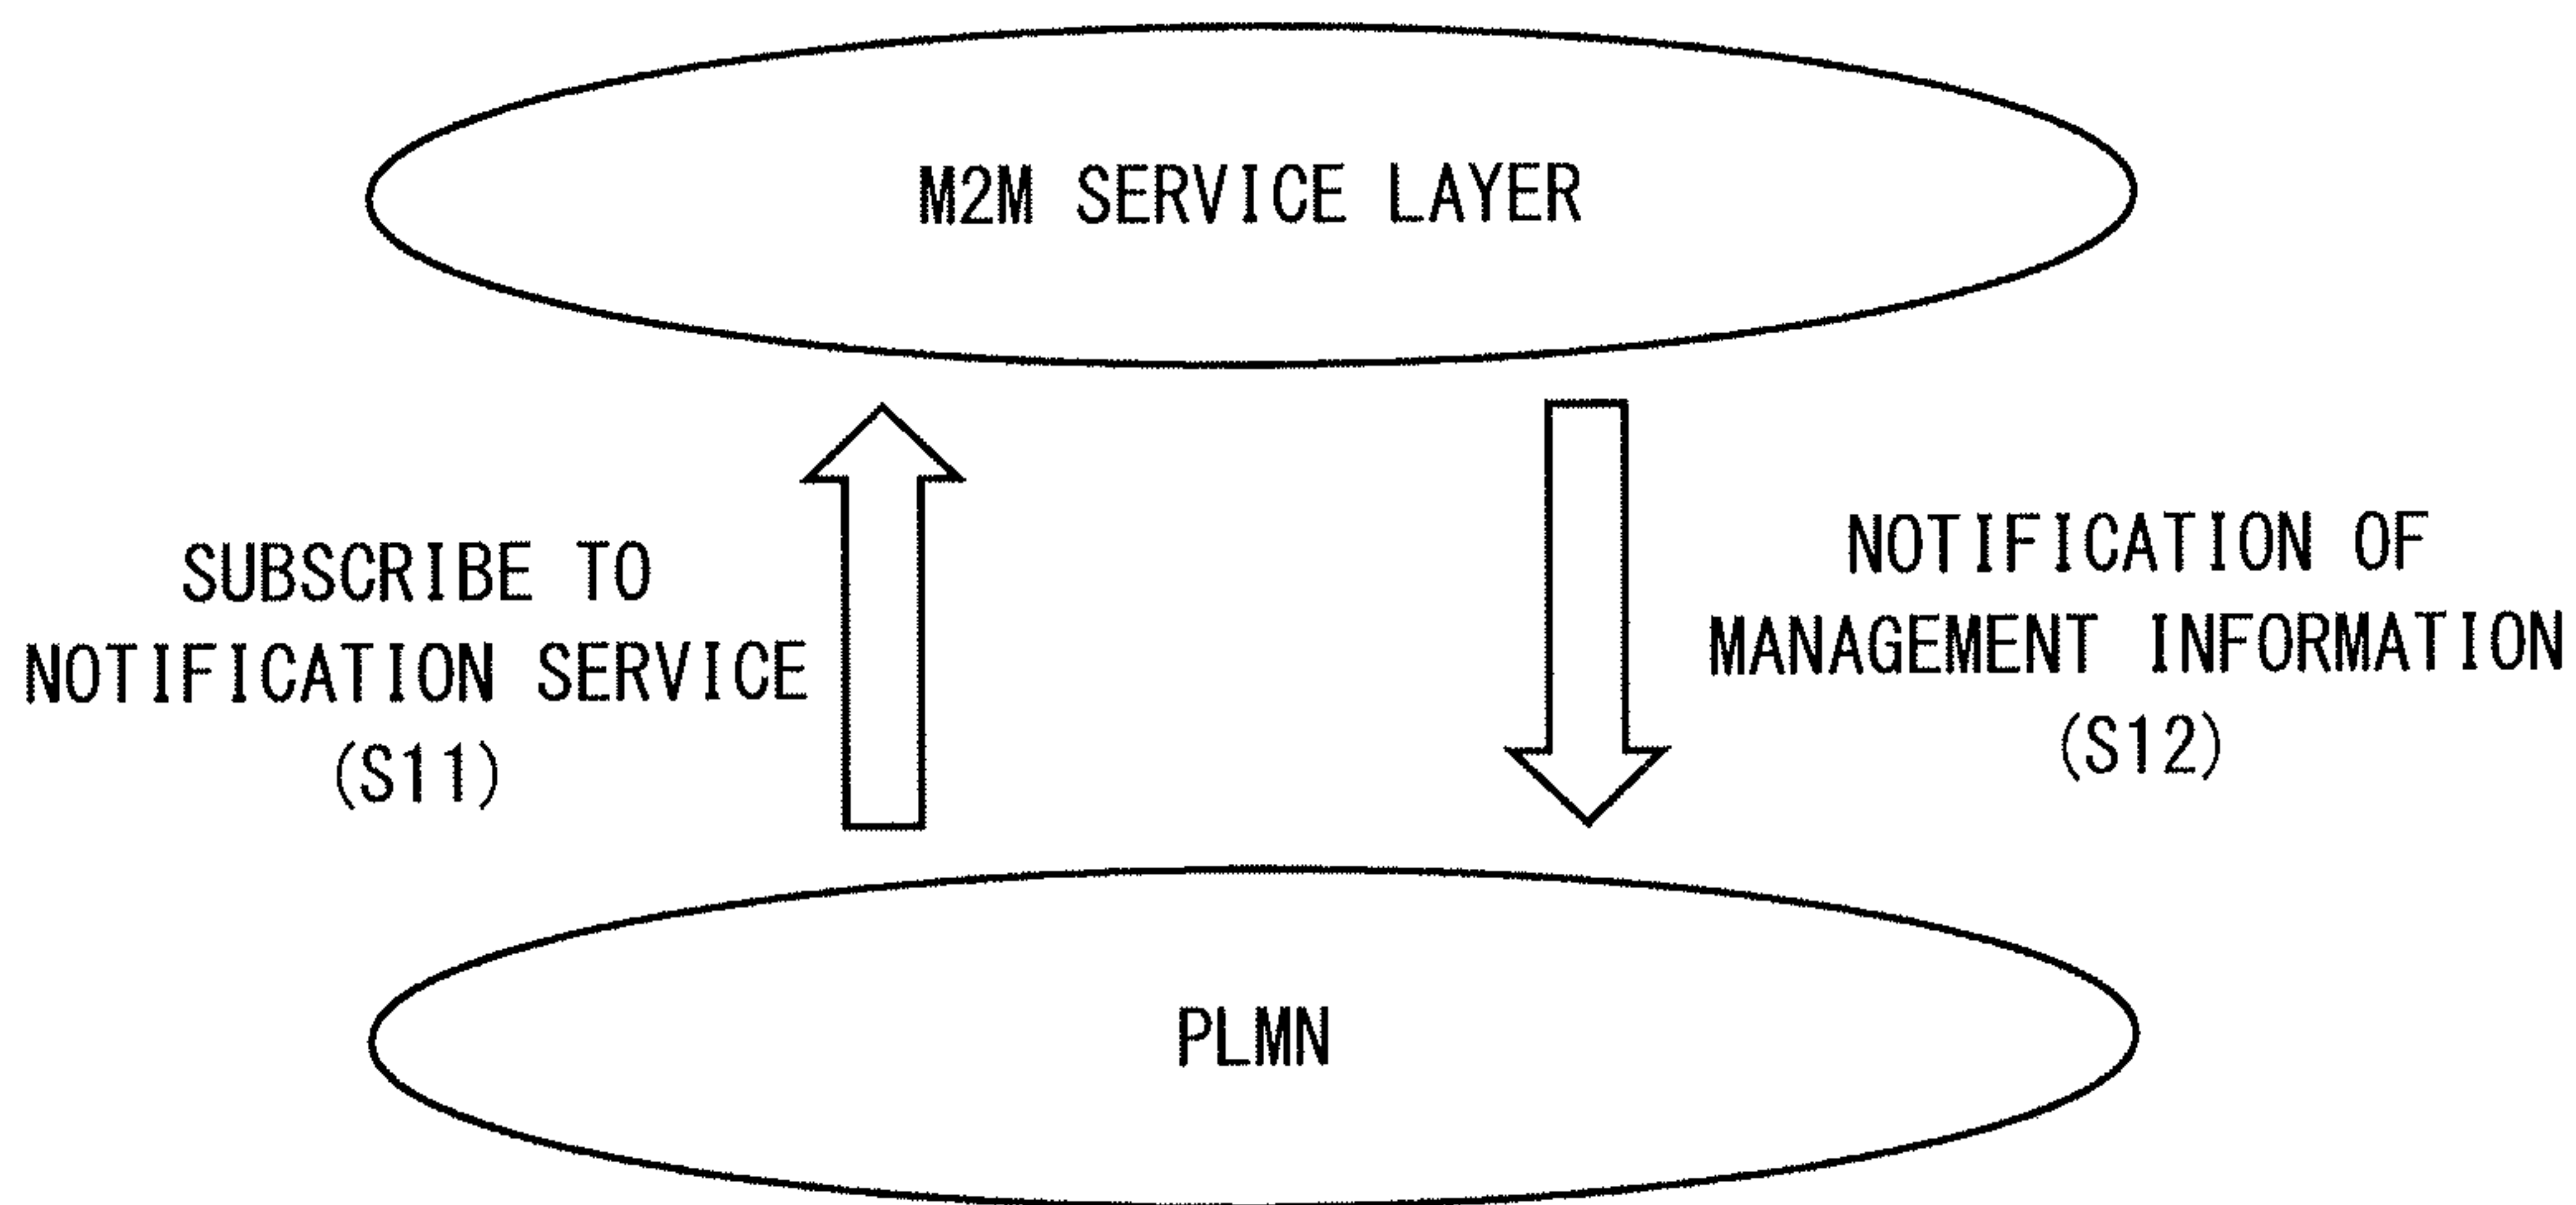 M2M SERVICE LAYER
SUBSCRIBE TO
NOTIFICATION SERVICE
(S11)
NOTIFICATION OF
MANAGEMENT INFORMATION
(S12)
PLMN